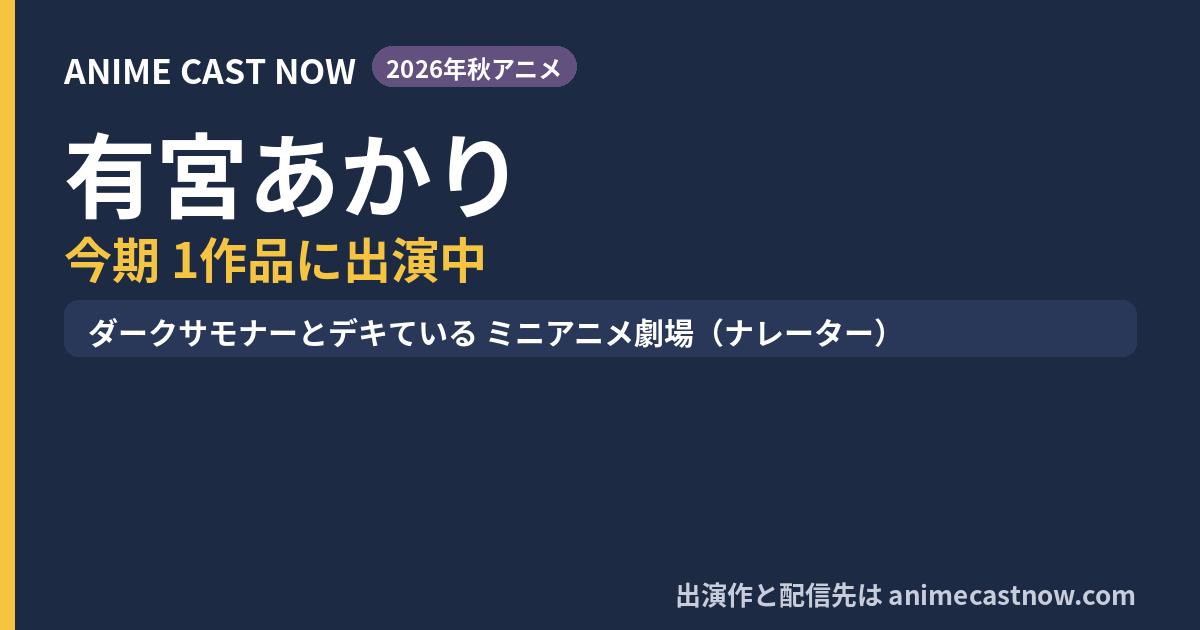 ANIME CAST NOW 2026年秋アニメ
有宮あかり
今期 1作品に出演中
ダークサモナーとデキている ミニアニメ劇場（ナレーター）
出演作と配信先は animecastnow.com